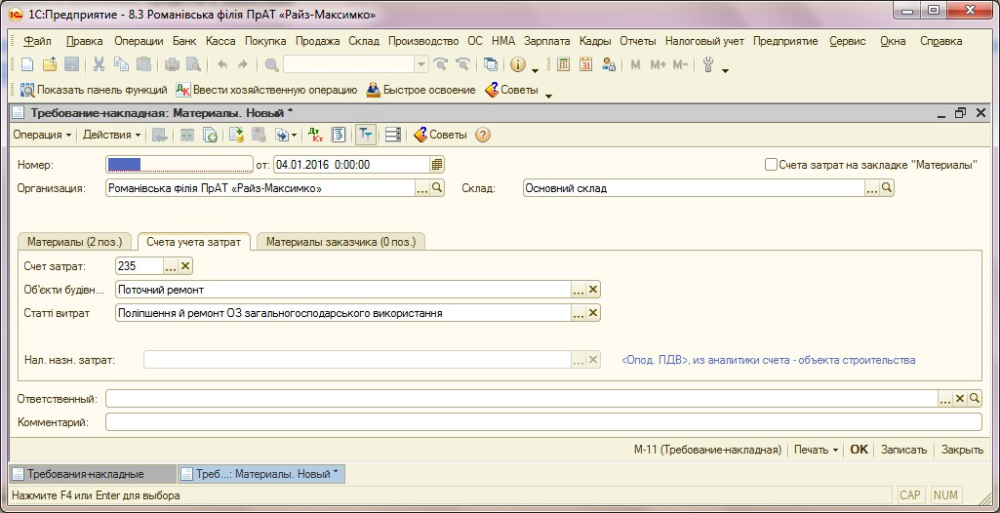 1С:Предприятие - 8.3 Романівська філія ПрАТ «Райз-Максимко»
Файл Правка Операции Банк Касса Покупка Продажа Склад Производство ОС НМА Зарплата Кадры Отчеты Налоговый учет Предприятие Сервис Окна Справка
M M+ M-
Показать панель функций Ввести хозяйственную операцию Быстрое освоение Советы
Требование-накладная: Материалы. Новый *
Операция Действия Дт Кт Советы
Номер: от: 04.01.2016 0:00:00 Счета затрат на закладке "Материалы"
Организация: Романівська філія ПрАТ «Райз-Максимко» ... Склад: Основний склад ...
Материалы (2 поз.) Счета учета затрат Материалы заказчика (0 поз.)
Счет затрат: 235 ...
Об'єкти будівн... Поточний ремонт ...
Статті витрат Поліпшення й ремонт ОЗ загальногосподарського використання ...
Нал. назн. затрат: ... <Опод. ПДВ>, из аналитики счета - объекта строительства
Ответственный: ...
Комментарий:
М-11 (Требование-накладная) Печать OK Записать Закрыть
Требования-накладные Треб...: Материалы. Новый *
Нажмите F4 или Enter для выбора CAP NUM